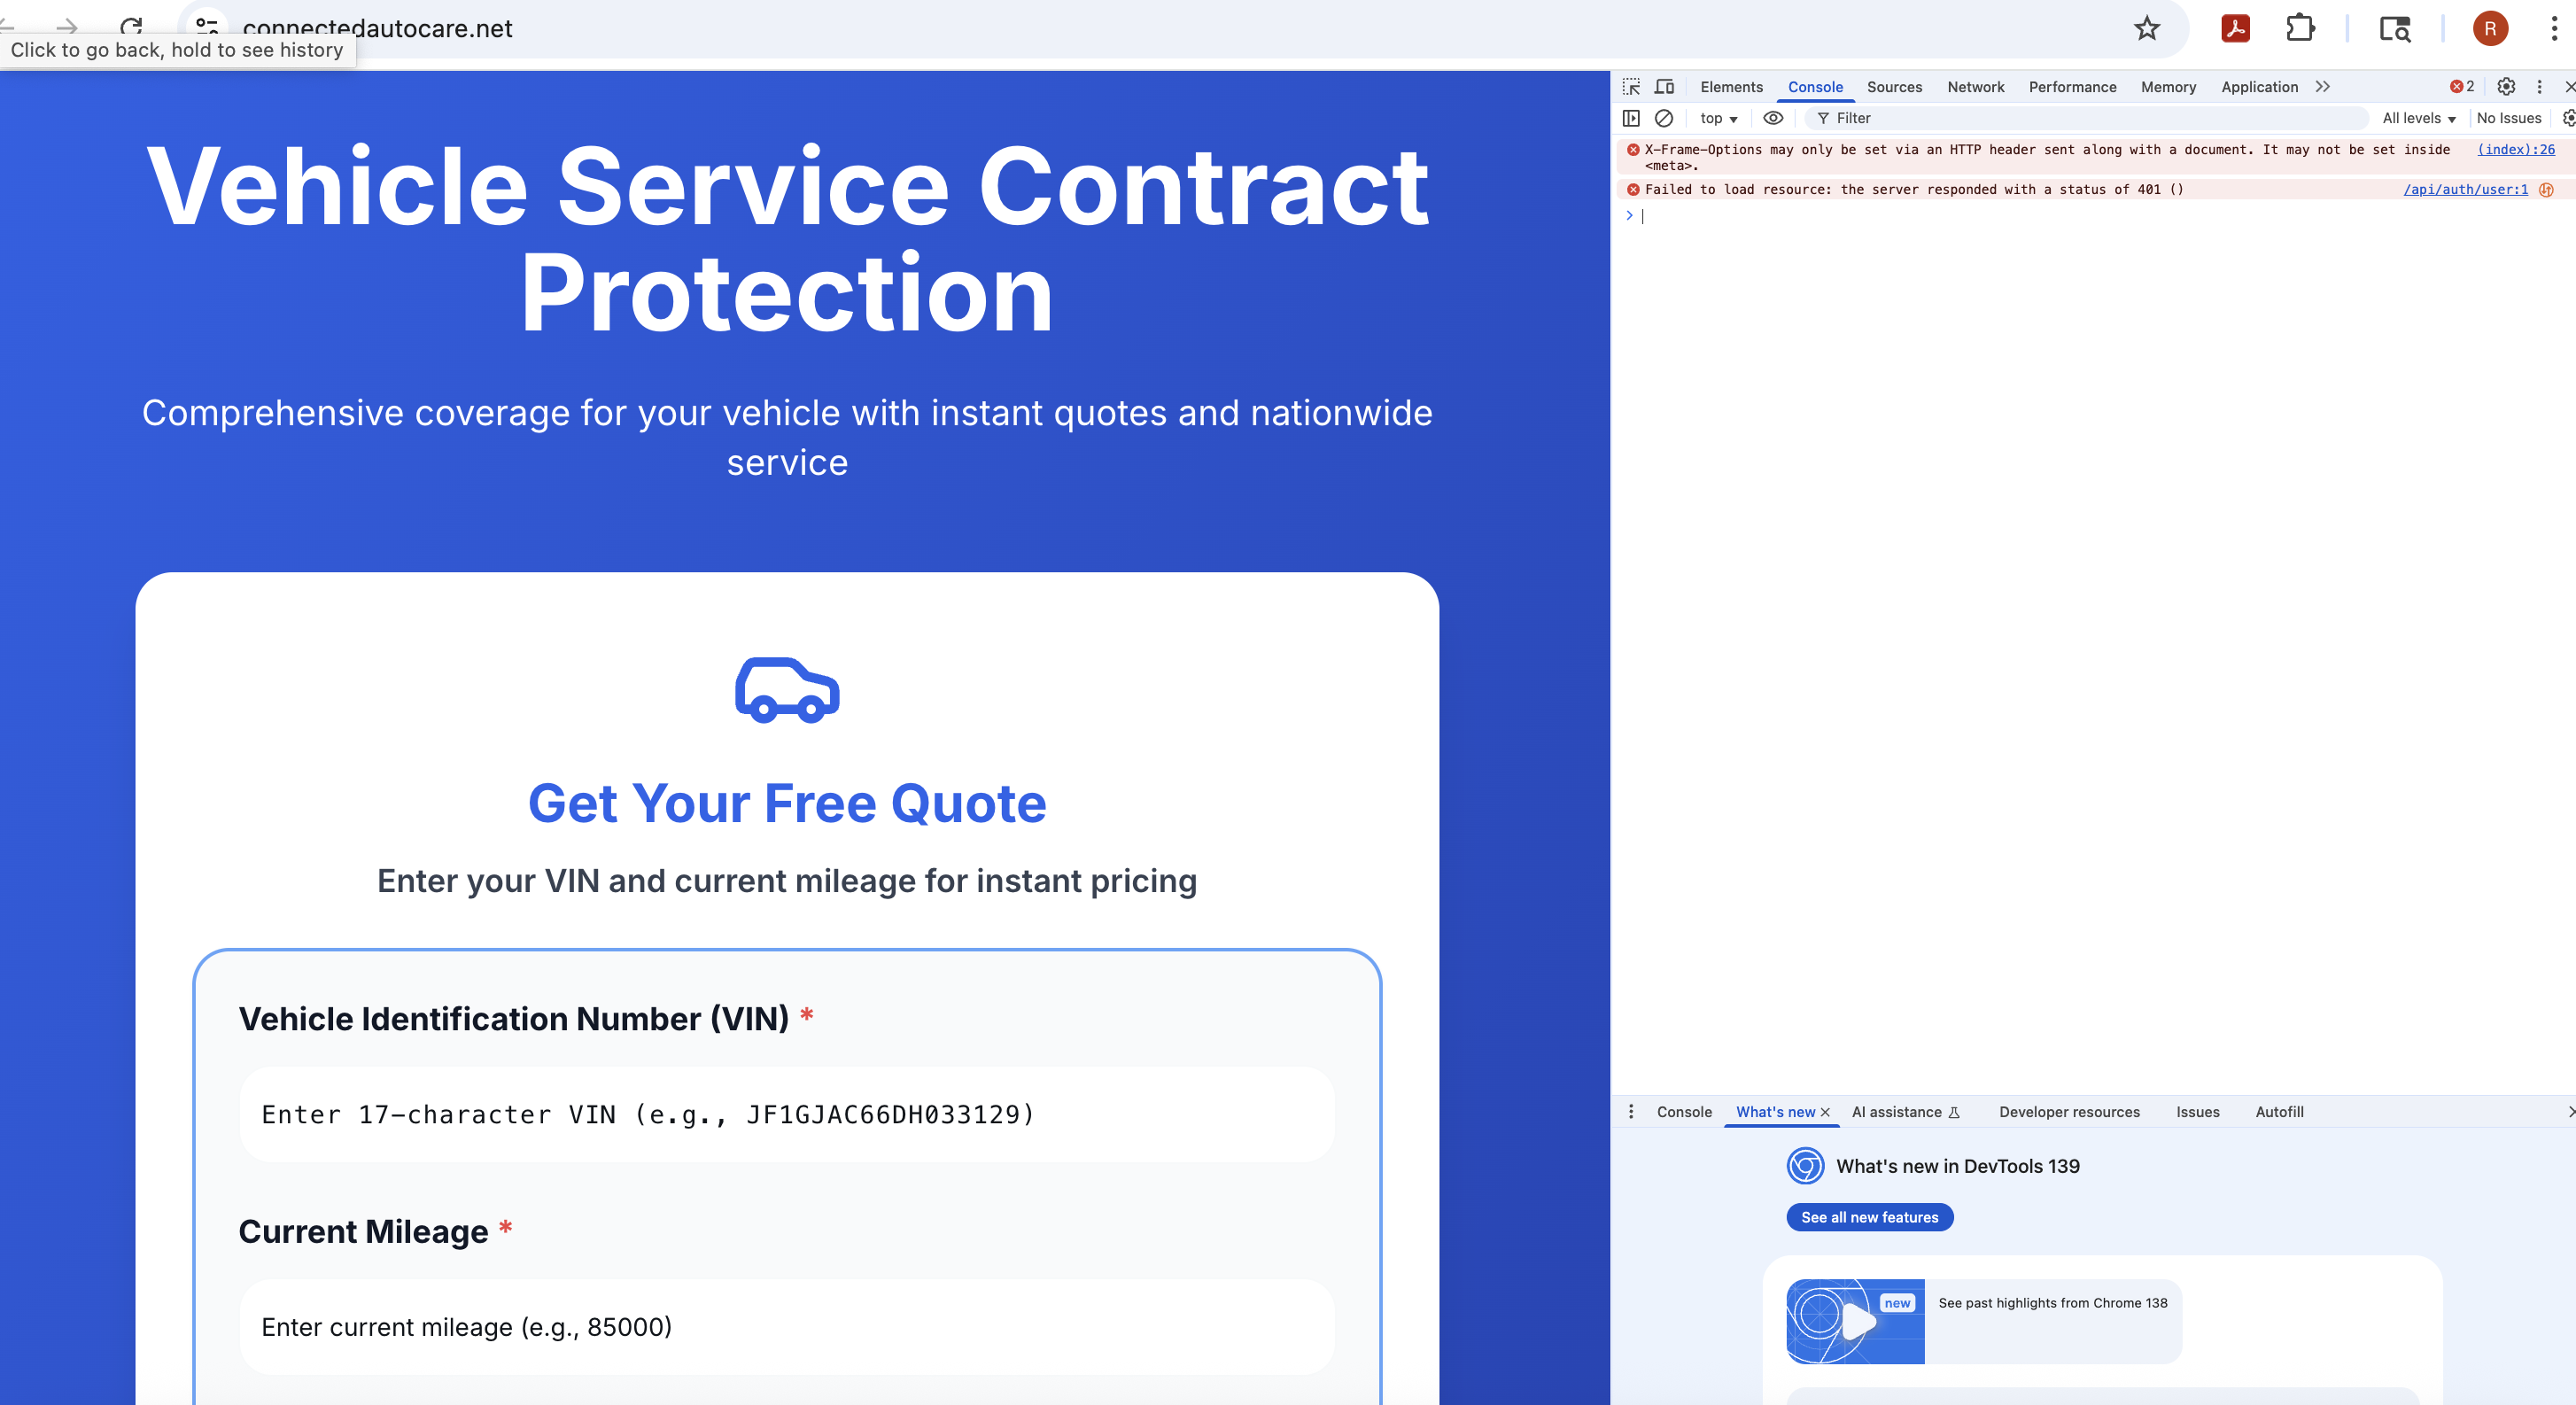 connectedautocare.net
R
Click to go back, hold to see history
Vehicle Service Contract
Protection
Comprehensive coverage for your vehicle with instant quotes and nationwide
service
Get Your Free Quote
Enter your VIN and current mileage for instant pricing
Vehicle Identification Number (VIN) *
Enter 17-character VIN (e.g., JF1GJAC66DH033129)
Current Mileage *
Enter current mileage (e.g., 85000)
Elements Console Sources Network Performance Memory Application 2
top Filter All levels No Issues
X-Frame-Options may only be set via an HTTP header sent along with a document. It may not be set inside (index):26
<meta>.
Failed to load resource: the server responded with a status of 401 () /api/auth/user:1
Console What's new AI assistance Developer resources Issues Autofill
What's new in DevTools 139
See all new features
new
See past highlights from Chrome 138